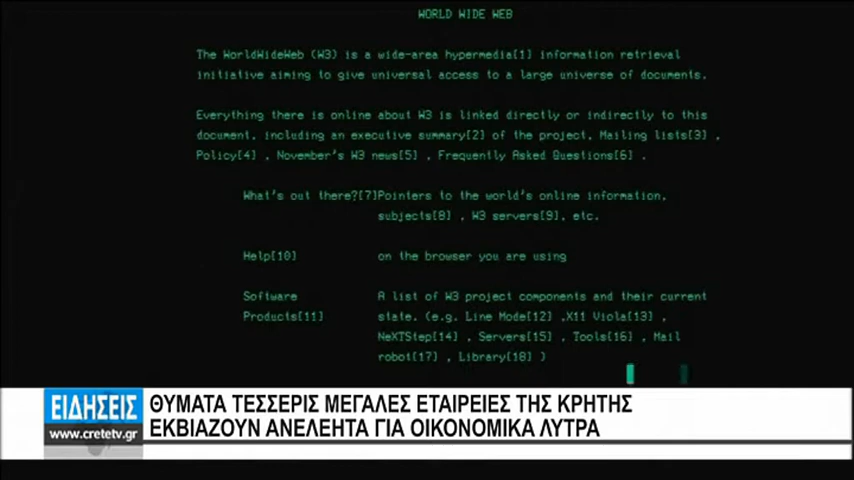 WORLD WIDE WEB
The WorldWideWeb (W3) is a wide-area hypermedia[1] information retrieval
initiative aiming to give universal access to a large universe of documents.
Everything there is online about W3 is linked directly or indirectly to this
document, including an executive summary[2] of the project, Mailing lists[3] ,
Policy[4] , November's W3 news[5] , Frequently Asked Questions[6] .
What's out there?[7]Pointers to the world's online information,
subjects[8] , W3 servers[9], etc.
Help[10] on the browser you are using
Software A list of W3 project components and their current
Products[11] state. (e.g. Line Mode[12] ,X11 Viola[13] ,
NeXTStep[14] , Servers[15] , Tools[16] , Mail
robot[17] , Library[18] )
ΕΙΔΗΣΕΙΣ
www.cretetv.gr
ΘΥΜΑΤΑ ΤΕΣΣΕΡΙΣ ΜΕΓΑΛΕΣ ΕΤΑΙΡΕΙΕΣ ΤΗΣ ΚΡΗΤΗΣ
ΕΚΒΙΑΖΟΥΝ ΑΝΕΛΕΗΤΑ ΓΙΑ ΟΙΚΟΝΟΜΙΚΑ ΛΥΤΡΑ